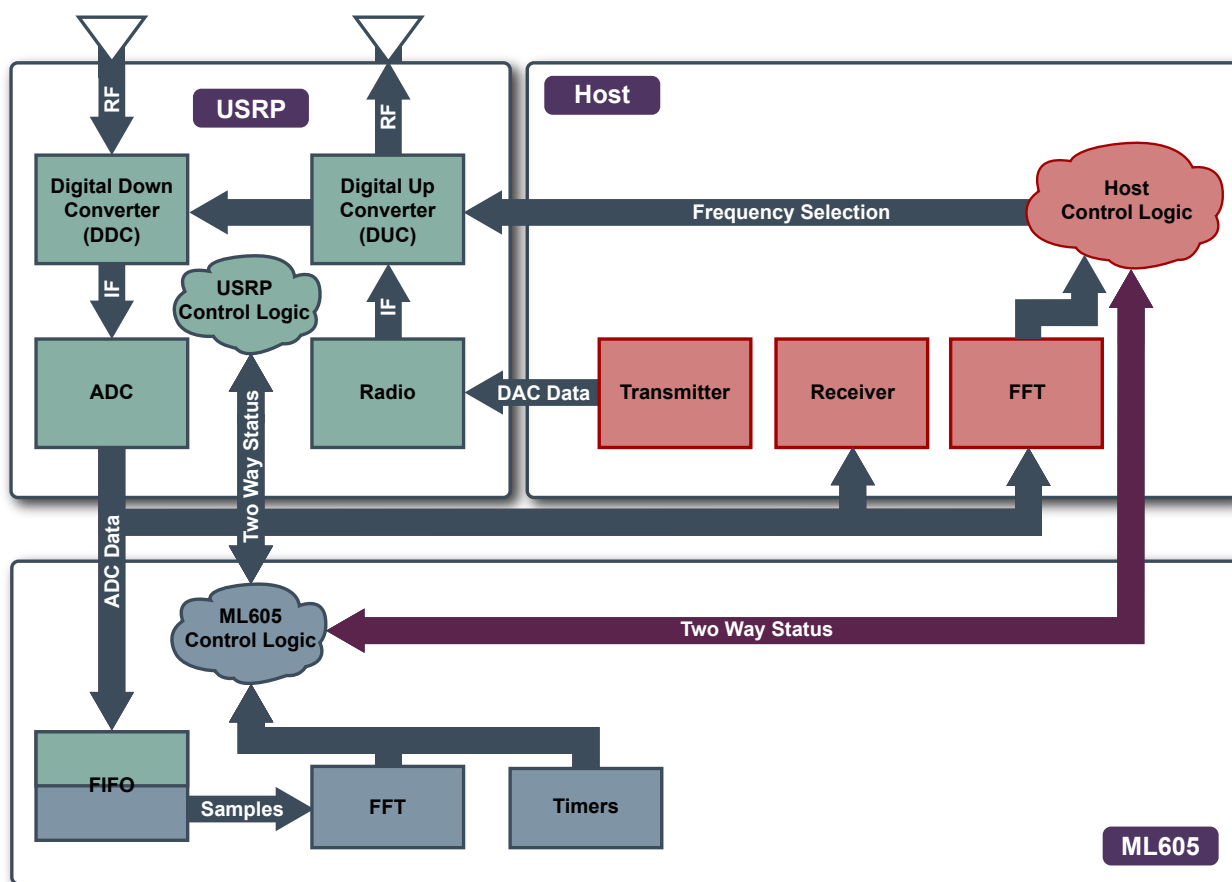 RF
RF
USRP
Host
Digital Down
Converter
(DDC)
Digital Up
Converter
(DUC)
Frequency Selection
Host
Control Logic
IF
USRP
Control Logic
IF
ADC
Radio
DAC Data
Transmitter
Receiver
FFT
ADC Data
Two Way Status
ML605
Control Logic
Two Way Status
FIFO
Samples
FFT
Timers
ML605